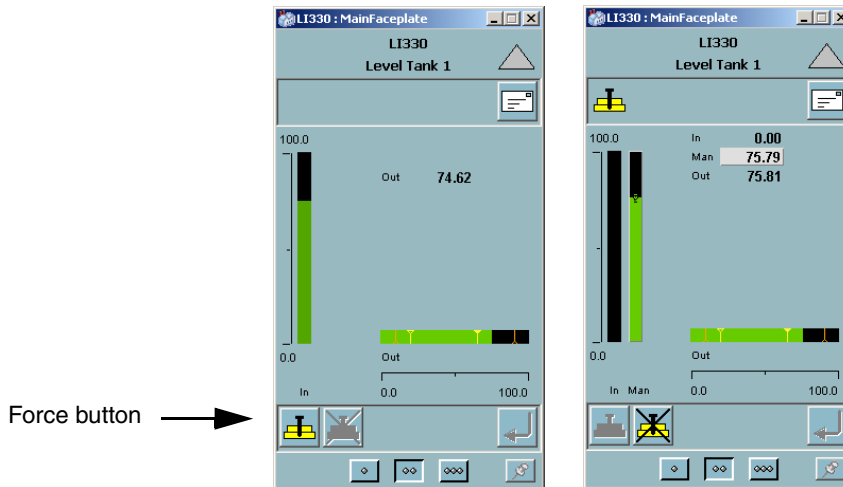 LI330 : MainFaceplate
LI330
Level Tank 1
100.0
Out 74.62
0.0
Out
In
0.0 100.0
LI330 : MainFaceplate
LI330
Level Tank 1
100.0
In 0.00
Man 75.79
Out 75.81
0.0
Out
In Man
0.0 100.0
Force button